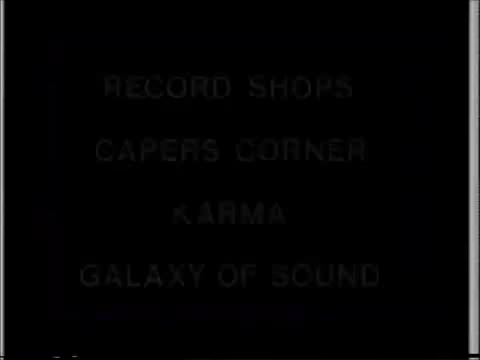 RECORD SHOPS
CAPERS CORNER
KARMA
GALAXY OF SOUND